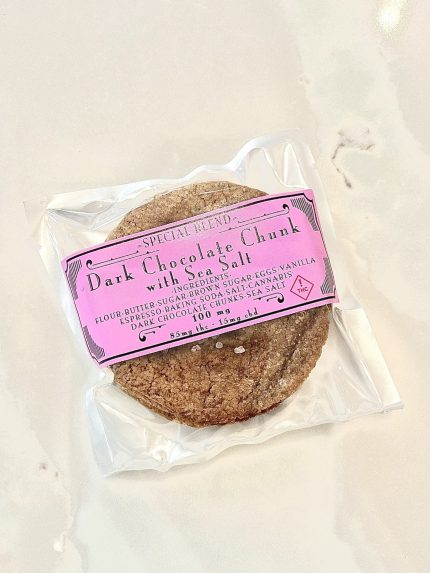 -SPECIAL BLEND-
Dark Chocolate Chunk
with Sea Salt
-INGREDIENTS-
FLOUR-BUTTER-SUGAR-BROWN SUGAR-EGGS-VANILLA
ESPRESSO-BAKING SODA-SALT-CANNABIS
DARK CHOCOLATE CHUNKS-SEA SALT
100 mg
85mg thc - 15mg cbd
! THC